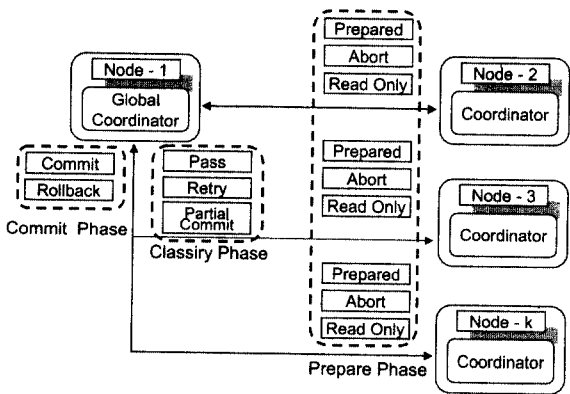 Node - 1
Global
Coordinator
Commit
Rollback
Commit Phase
Pass
Retry
Partial
Commit
Classiry Phase
Prepared
Abort
Read Only
Prepared
Abort
Read Only
Prepared
Abort
Read Only
Prepare Phase
Node - 2
Coordinator
Node - 3
Coordinator
Node - k
Coordinator